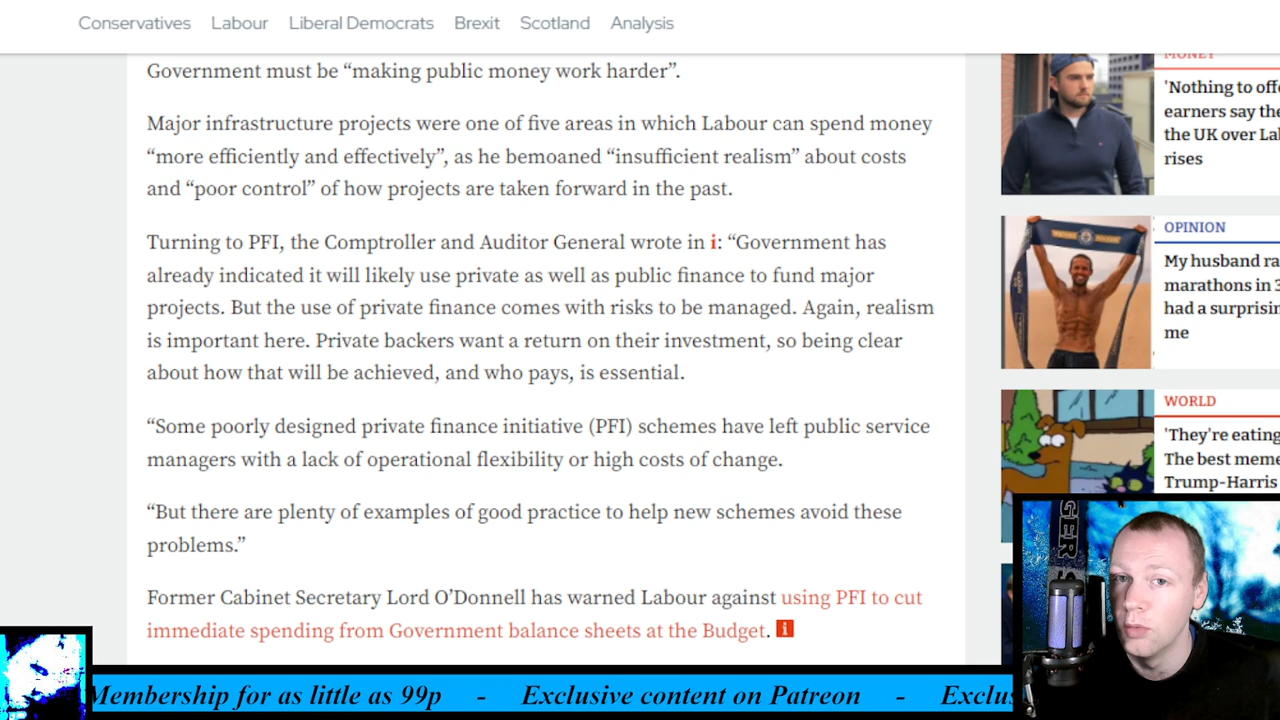 Conservatives Labour Liberal Democrats Brexit Scotland Analysis
Government must be “making public money work harder”.
Major infrastructure projects were one of five areas in which Labour can spend money
“more efficiently and effectively”, as he bemoaned “insufficient realism” about costs
and “poor control” of how projects are taken forward in the past.
Turning to PFI, the Comptroller and Auditor General wrote in i: “Government has
already indicated it will likely use private as well as public finance to fund major
projects. But the use of private finance comes with risks to be managed. Again, realism
is important here. Private backers want a return on their investment, so being clear
about how that will be achieved, and who pays, is essential.
“Some poorly designed private finance initiative (PFI) schemes have left public service
managers with a lack of operational flexibility or high costs of change.
“But there are plenty of examples of good practice to help new schemes avoid these
problems.”
Former Cabinet Secretary Lord O’Donnell has warned Labour against using PFI to cut
immediate spending from Government balance sheets at the Budget. i
MONEY
'Nothing to offe
earners say the
the UK over Lab
rises
OPINION
My husband ra
marathons in 3
had a surprisin
me
WORLD
'They're eating
The best meme
Trump-Harris
GER S
Membership for as little as 99p - Exclusive content on Patreon - Exclus